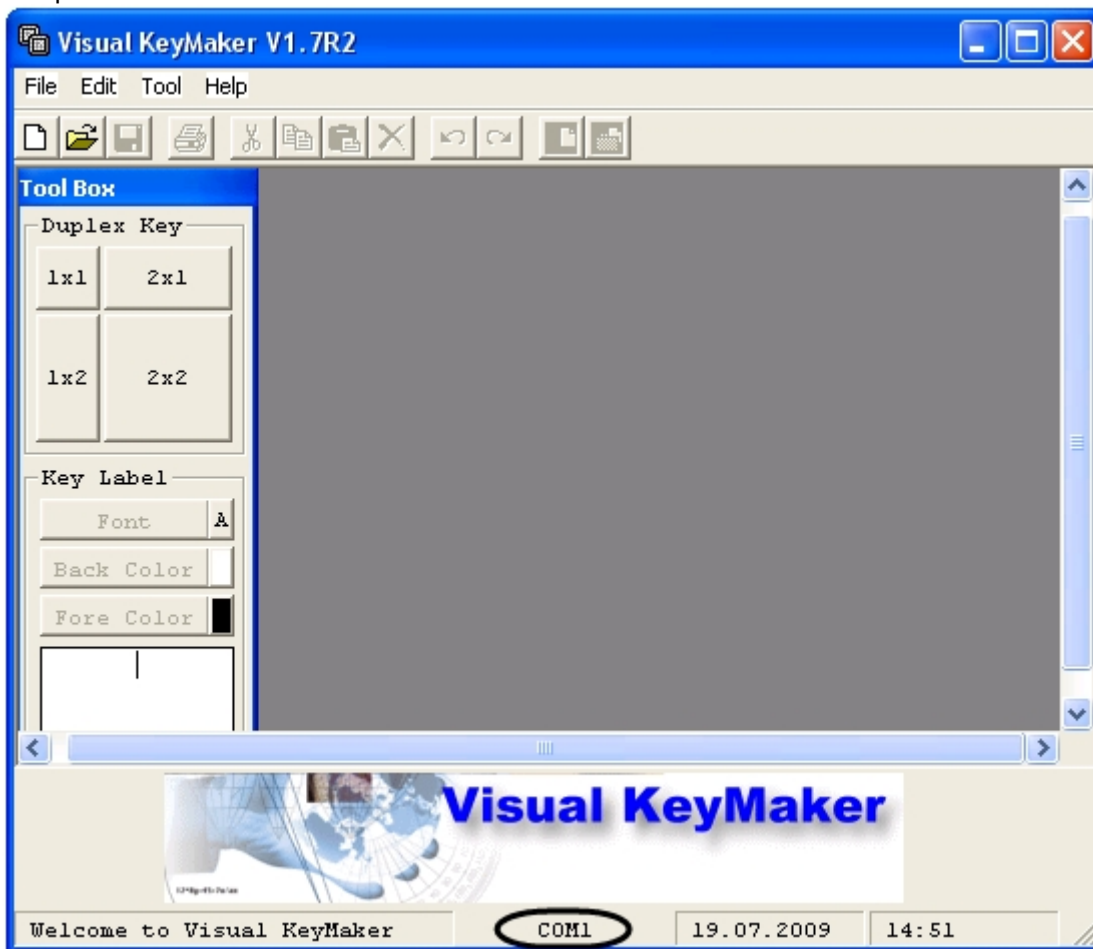 Visual KeyMaker V1.7R2
File Edit Tool Help
Tool Box
Duplex Key
1x1 2x1
1x2 2x2
Key Label
Font A
Back Color
Fore Color
Visual KeyMaker
Welcome to Visual KeyMaker COM1 19.07.2009 14:51